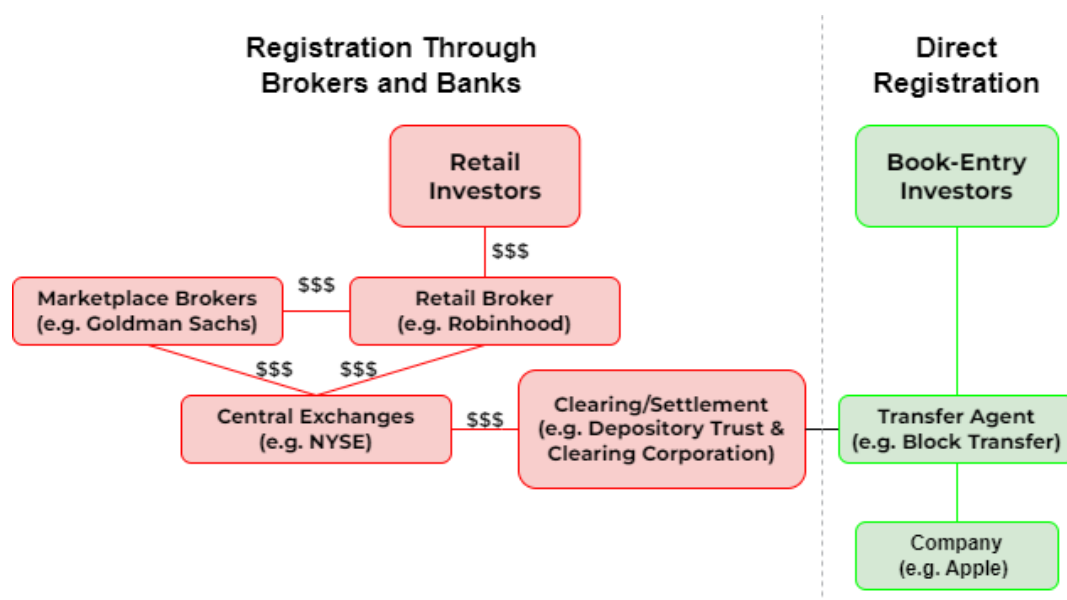 Registration Through
Brokers and Banks
Direct
Registration
Retail
Investors
Book-Entry
Investors
$$$
Marketplace Brokers
(e.g. Goldman Sachs)
$$$
Retail Broker
(e.g. Robinhood)
$$$
$$$
Central Exchanges
(e.g. NYSE)
$$$
Clearing/Settlement
(e.g. Depository Trust &
Clearing Corporation)
Transfer Agent
(e.g. Block Transfer)
Company
(e.g. Apple)